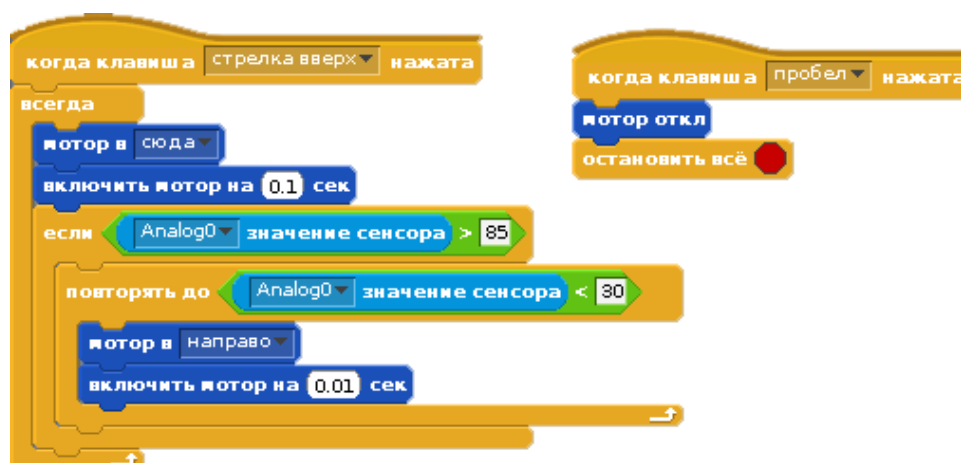 когда клавиша стрелка вверх нажата
всегда
мотор в сюда
включить мотор на 0.1 сек
если Analog0 значение сенсора > 85
повторять до Analog0 значение сенсора < 30
мотор в направо
включить мотор на 0.01 сек
когда клавиша пробел нажата
мотор откл
остановить всё